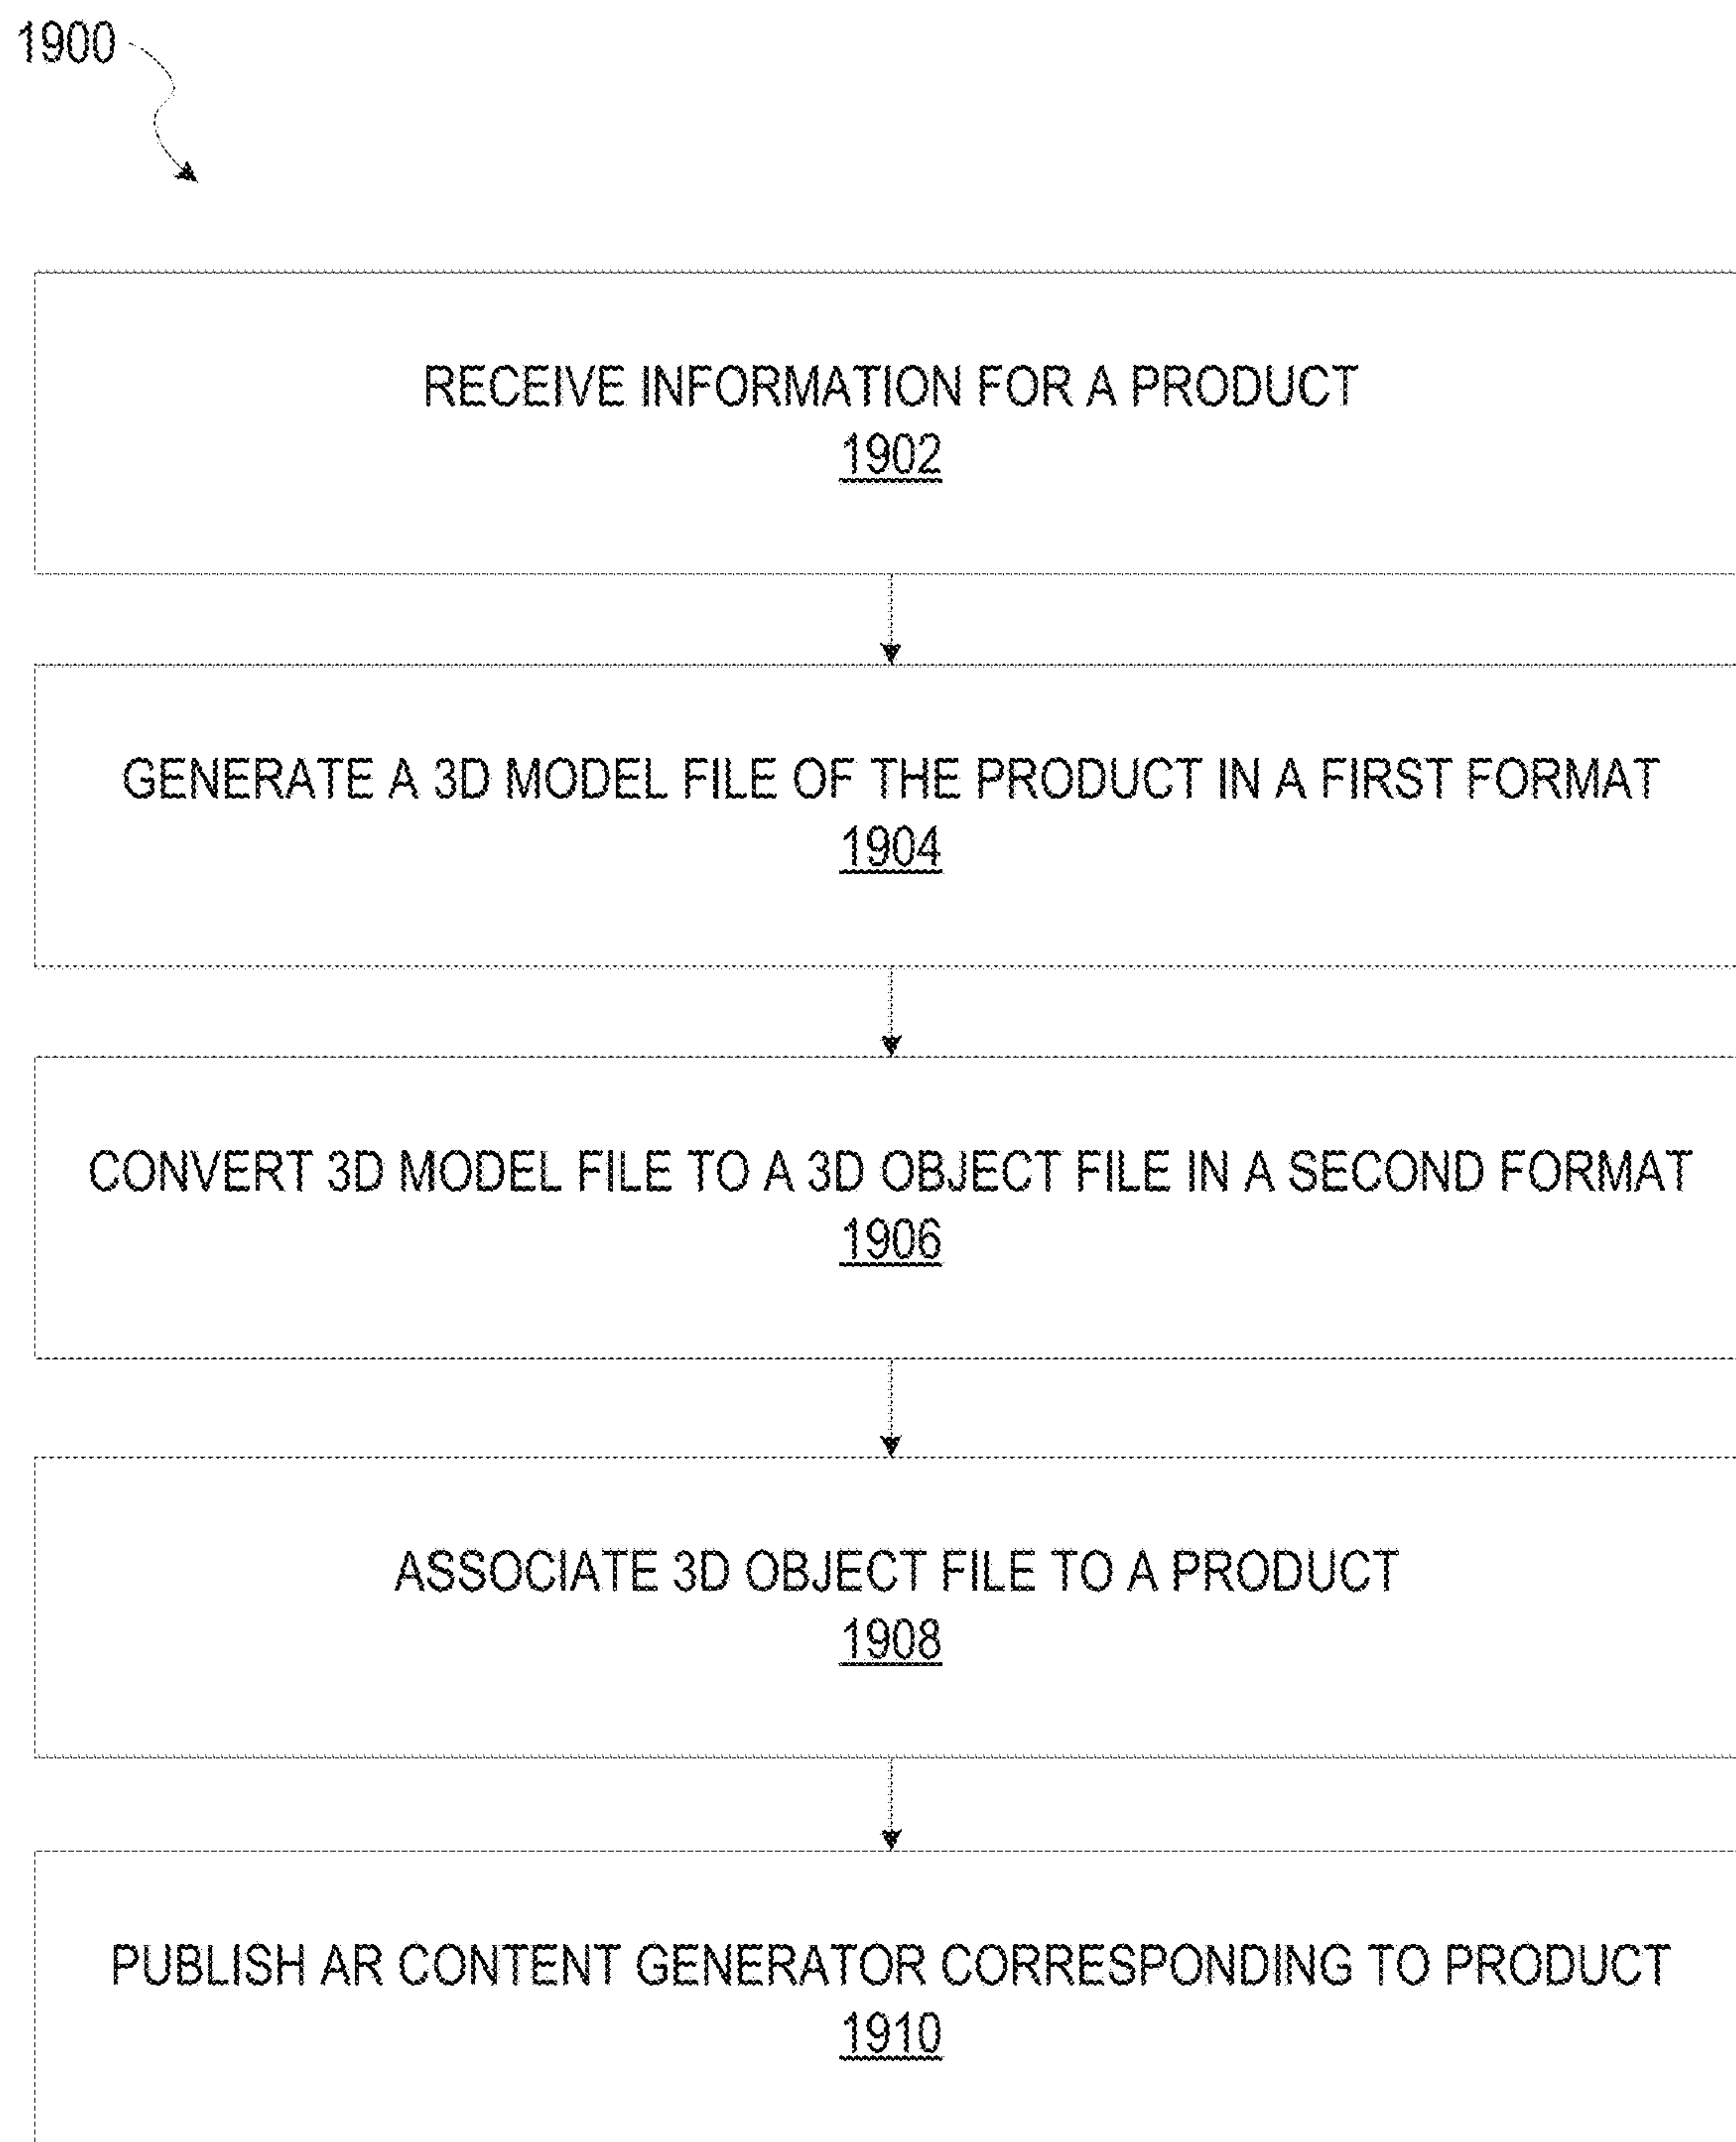 1900
RECEIVE INFORMATION FOR A PRODUCT
1902
GENERATE A 3D MODEL FILE OF THE PRODUCT IN A FIRST FORMAT
1904
CONVERT 3D MODEL FILE TO A 3D OBJECT FILE IN A SECOND FORMAT
1906
ASSOCIATE 3D OBJECT FILE TO A PRODUCT
1908
PUBLISH AR CONTENT GENERATOR CORRESPONDING TO PRODUCT
1910